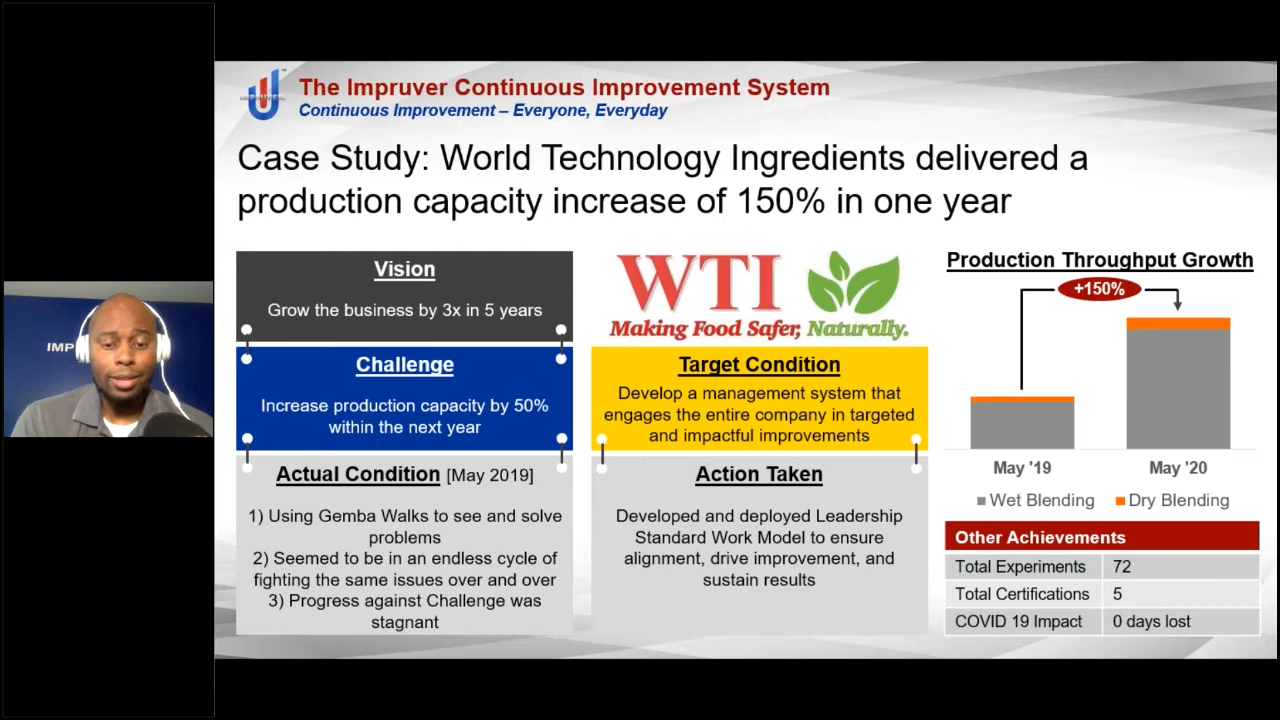 The Impruver Continuous Improvement System
Continuous Improvement – Everyone, Everyday
Case Study: World Technology Ingredients delivered a
production capacity increase of 150% in one year
IMP
Vision
Grow the business by 3x in 5 years
Challenge
Increase production capacity by 50%
within the next year
Actual Condition [May 2019]
1) Using Gemba Walks to see and solve
problems
2) Seemed to be in an endless cycle of
fighting the same issues over and over
3) Progress against Challenge was
stagnant
WTI
Making Food Safer, Naturally.
Target Condition
Develop a management system that
engages the entire company in targeted
and impactful improvements
Action Taken
Developed and deployed Leadership
Standard Work Model to ensure
alignment, drive improvement, and
sustain results
Production Throughput Growth
+150%
May '19 May '20
Wet Blending Dry Blending
Other Achievements
Total Experiments 72
Total Certifications 5
COVID 19 Impact 0 days lost